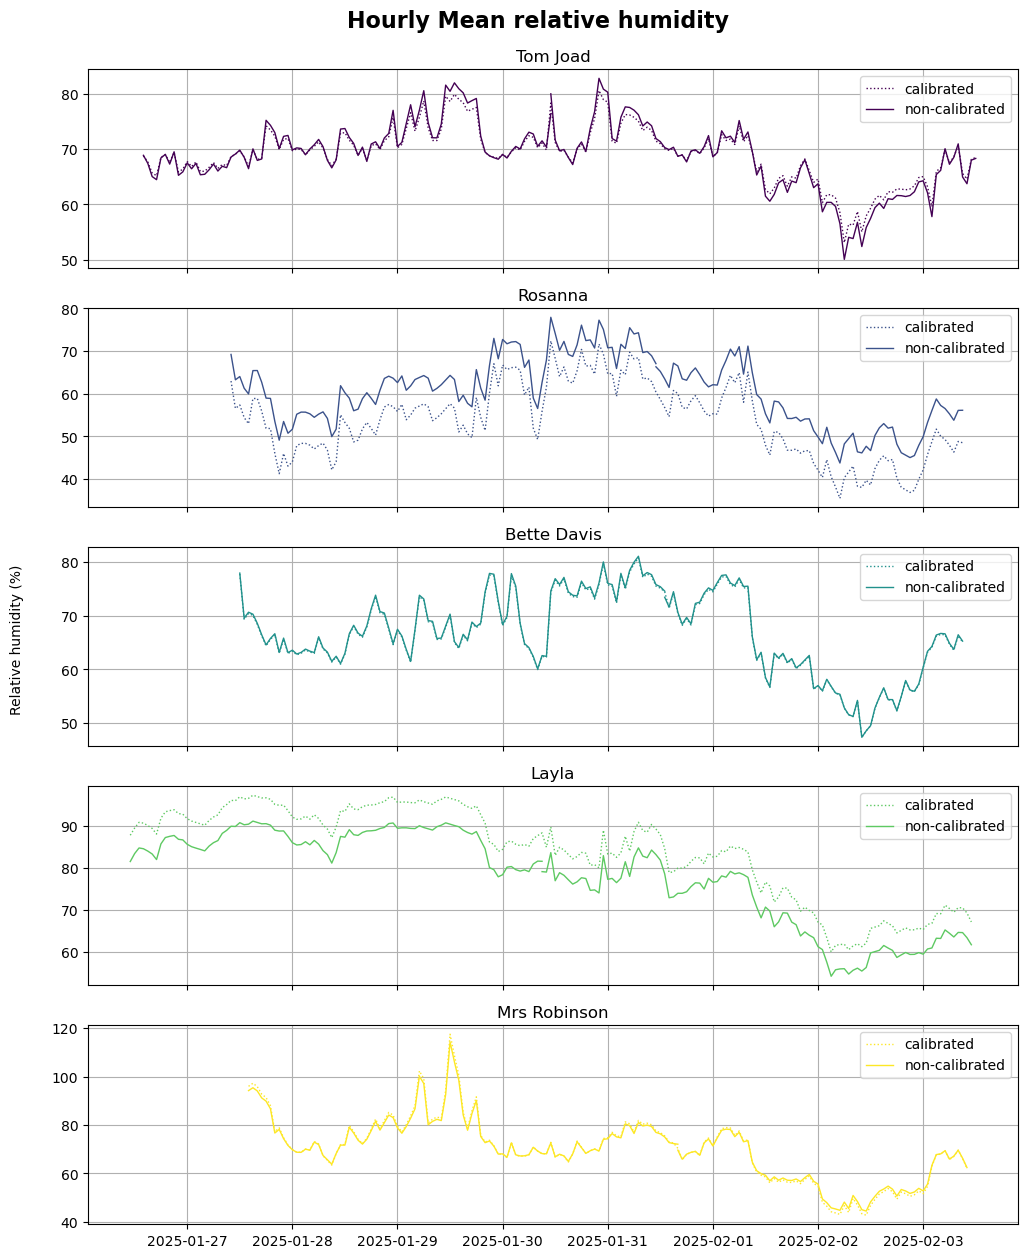 Hourly Mean relative humidity
Tom Joad
calibrated
non-calibrated
80
70
60
50
Rosanna
calibrated
non-calibrated
80
70
60
50
40
Bette Davis
calibrated
non-calibrated
80
70
60
50
Relative humidity (%)
Layla
calibrated
non-calibrated
90
80
70
60
Mrs Robinson
calibrated
non-calibrated
120
100
80
60
40
2025-01-27 2025-01-28 2025-01-29 2025-01-30 2025-01-31 2025-02-01 2025-02-02 2025-02-03